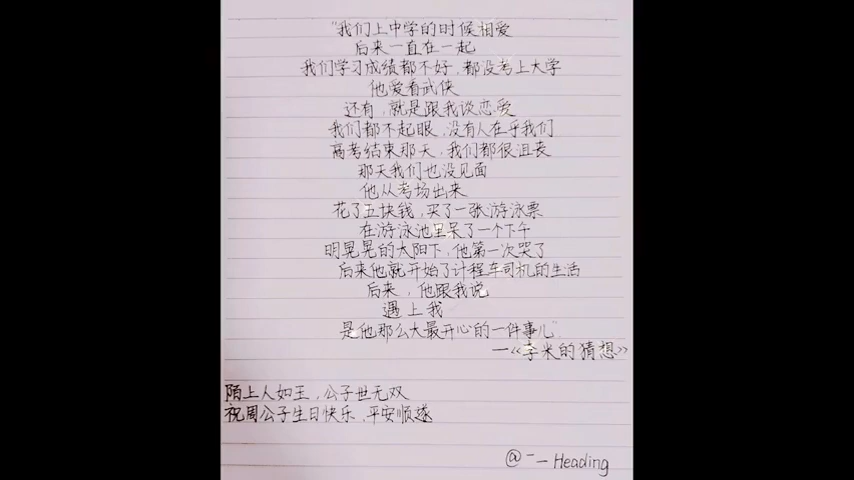 "我们上中学的时候相爱
后来一直在一起
我们学习成绩都不好，都没考上大学
他爱看武侠
还有，就是跟我谈恋爱
我们都不起眼，没有人在乎我们
高考结束那天，我们都很沮丧
那天我们也没见面
他从考场出来
花了五块钱，买了一张游泳票
在游泳池里呆了一个下午
明晃晃的太阳下，他第一次哭了
后来他就开始了计程车司机的生活
后来，他跟我说
遇上我
是他那么大最开心的一件事儿"
—《李米的猜想》
陌上人如玉，公子世无双
祝周公子生日快乐，平安顺遂
@一一Heading